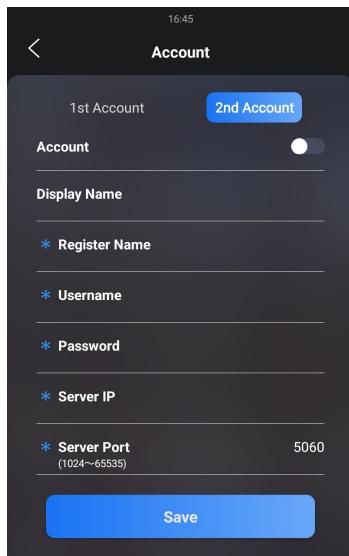 16:45
Account
1st Account 2nd Account
Account
Display Name
* Register Name
* Username
* Password
* Server IP
* Server Port 5060
(1024~65535)
Save